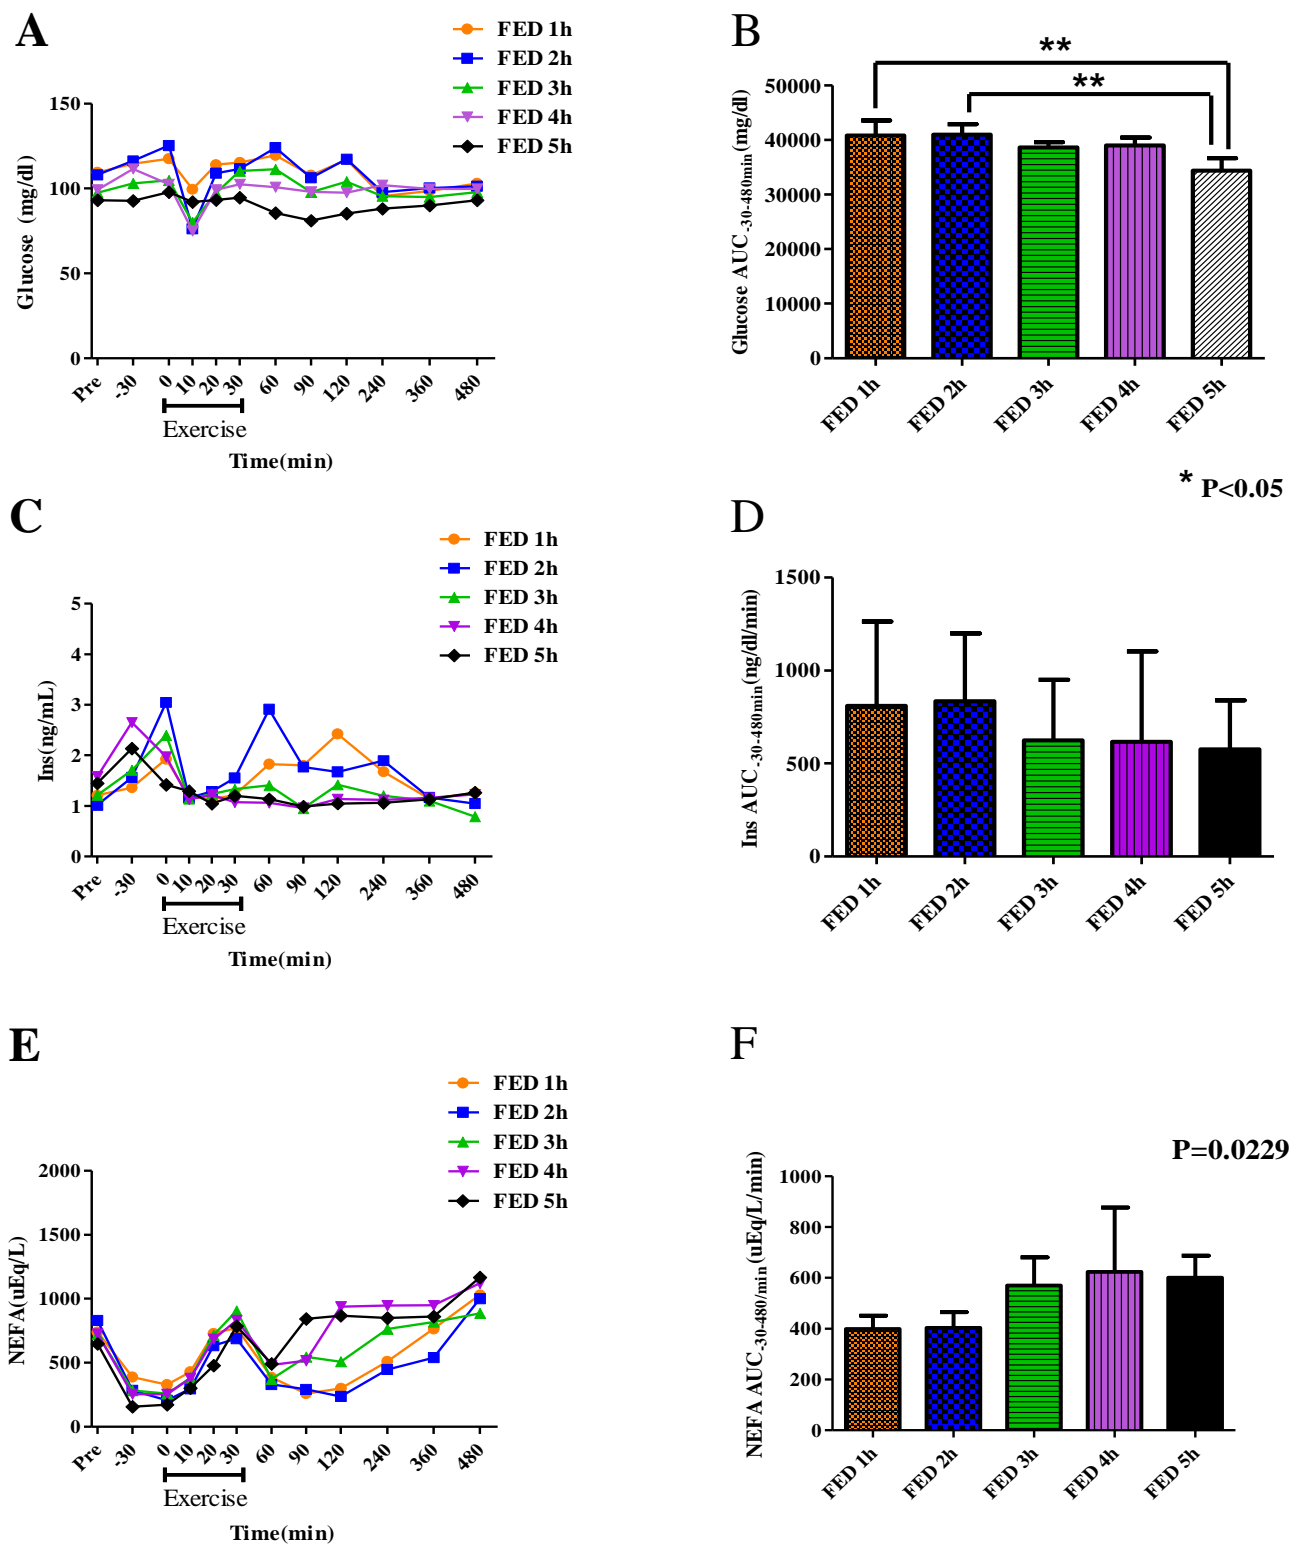 A
FED 1h
FED 2h
FED 3h
FED 4h
FED 5h
Glucose (mg/dl)
150
100
50
0
Pre
-30
0
10
20
30
60
90
120
240
360
480
Exercise
Time(min)
B
**
**
Glucose AUC-30-480min(mg/dl)
50000
40000
30000
20000
10000
0
FED 1h
FED 2h
FED 3h
FED 4h
FED 5h
* P<0.05
C
FED 1h
FED 2h
FED 3h
FED 4h
FED 5h
Ins(ng/mL)
5
4
3
2
1
0
Pre
-30
0
10
20
30
60
90
120
240
360
480
Exercise
Time(min)
D
Ins AUC-30-480min(ng/dl/min)
1500
1000
500
0
FED 1h
FED 2h
FED 3h
FED 4h
FED 5h
E
FED 1h
FED 2h
FED 3h
FED 4h
FED 5h
NEFA(uEq/L)
2000
1500
1000
500
0
Pre
-30
0
10
20
30
60
90
120
240
360
480
Exercise
Time(min)
F
P=0.0229
NEFA AUC-30-480/min(uEq/L/min)
1000
800
600
400
200
0
FED 1h
FED 2h
FED 3h
FED 4h
FED 5h